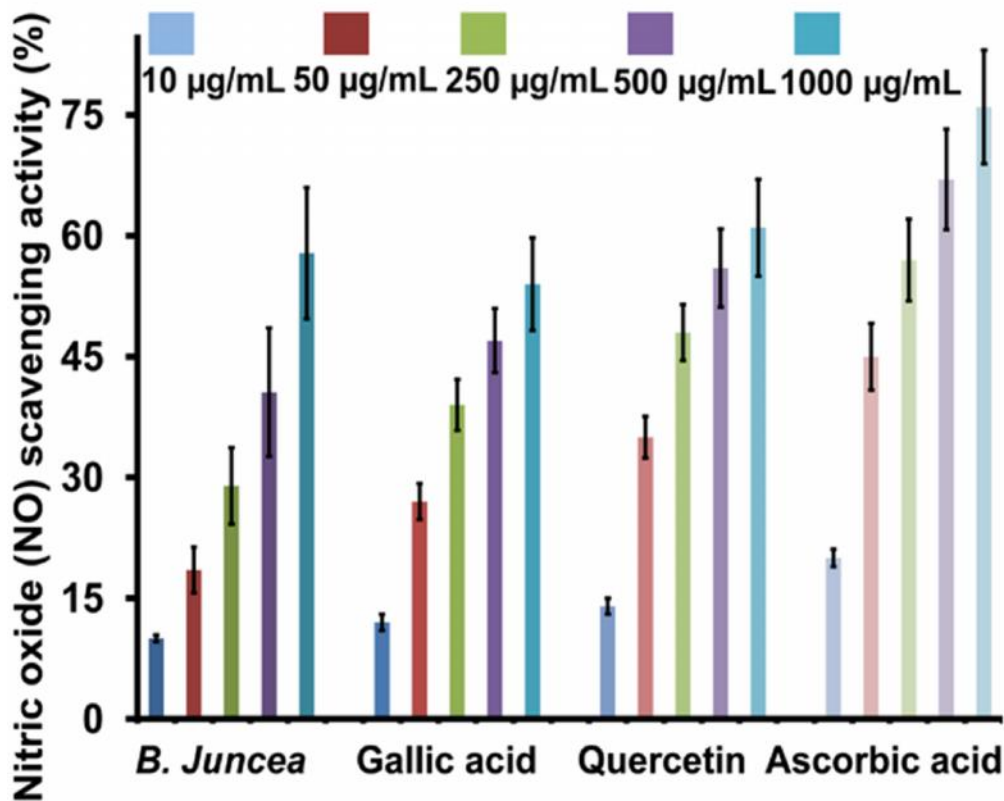 Nitric oxide (NO) scavenging activity (%)
10 µg/mL 50 µg/mL 250 µg/mL 500 µg/mL 1000 µg/mL
75
60
45
30
15
0
B. Juncea Gallic acid Quercetin Ascorbic acid